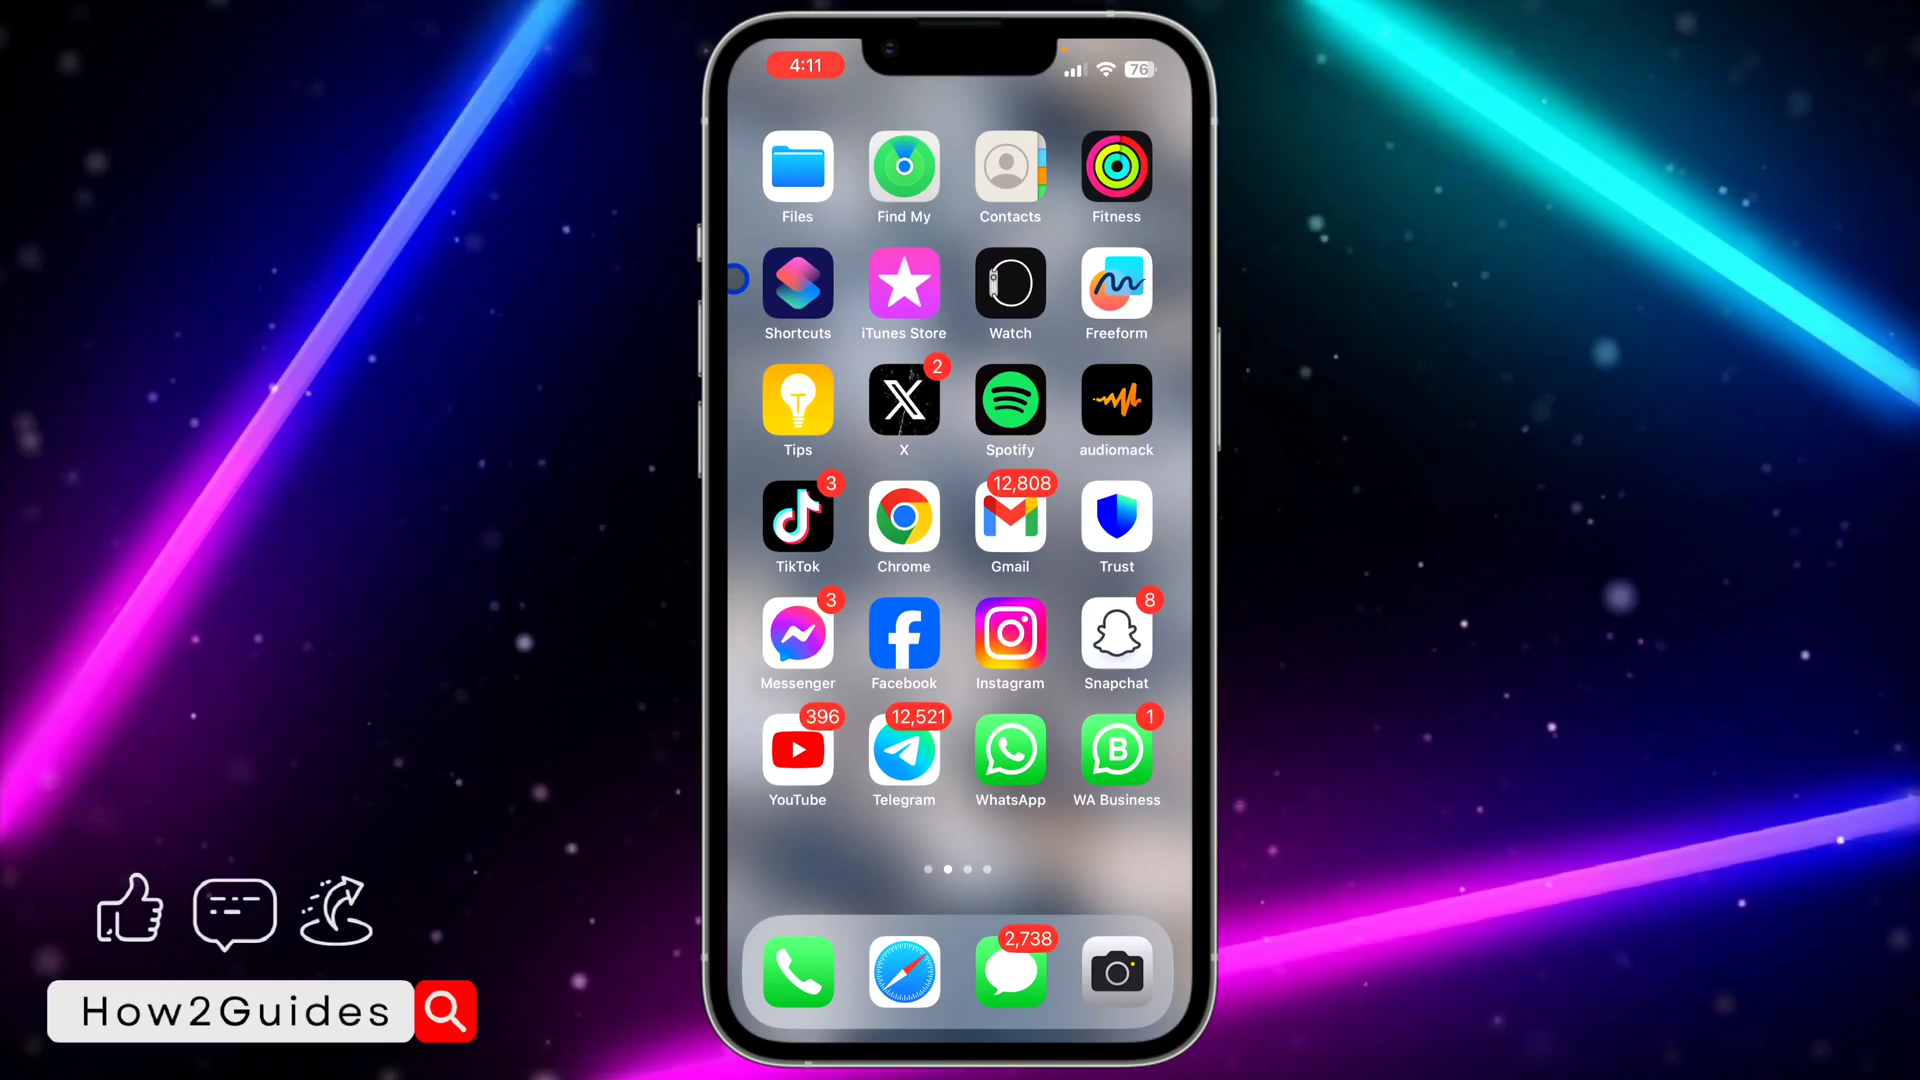 4:11
76
Files
Find My
Contacts
Fitness
Shortcuts
iTunes Store
Watch
Freeform
2
Tips
X
Spotify
audiomack
3
12,808
TikTok
Chrome
Gmail
Trust
3
8
Messenger
Facebook
Instagram
Snapchat
396
12,521
B
1
YouTube
Telegram
WhatsApp
WA Business
2,738
How2Guides